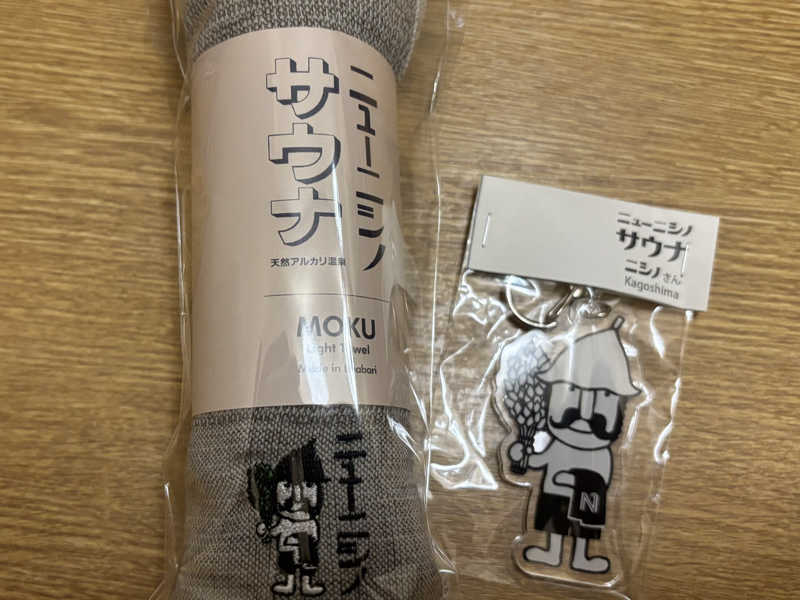 ニューニシノ
サウナ
天然アルカリ温泉
MOKU
Light Towel
Made in Imabari
ニューニシノ
ニューニシノ
サウナ
ニシノさん
Kagoshima
N